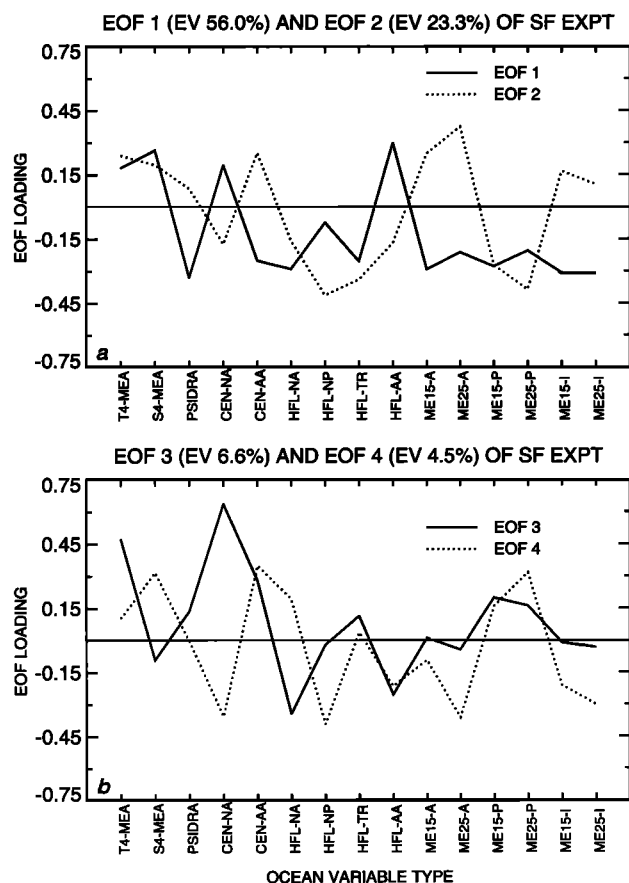 EOF 1 (EV 56.0%) AND EOF 2 (EV 23.3%) OF SF EXPT
0.75
0.45
0.15
-0.15
-0.45
-0.75
EOF LOADING
EOF 1
EOF 2
a
T4-MEA
S4-MEA
PSIDRA
CEN-NA
CEN-AA
HFL-NA
HFL-NP
HFL-TR
HFL-AA
ME15-A
ME25-A
ME15-P
ME25-P
ME15-I
ME25-I
EOF 3 (EV 6.6%) AND EOF 4 (EV 4.5%) OF SF EXPT
0.75
0.45
0.15
-0.15
-0.45
-0.75
EOF LOADING
EOF 3
EOF 4
b
T4-MEA
S4-MEA
PSIDRA
CEN-NA
CEN-AA
HFL-NA
HFL-NP
HFL-TR
HFL-AA
ME15-A
ME25-A
ME15-P
ME25-P
ME15-I
ME25-I
OCEAN VARIABLE TYPE